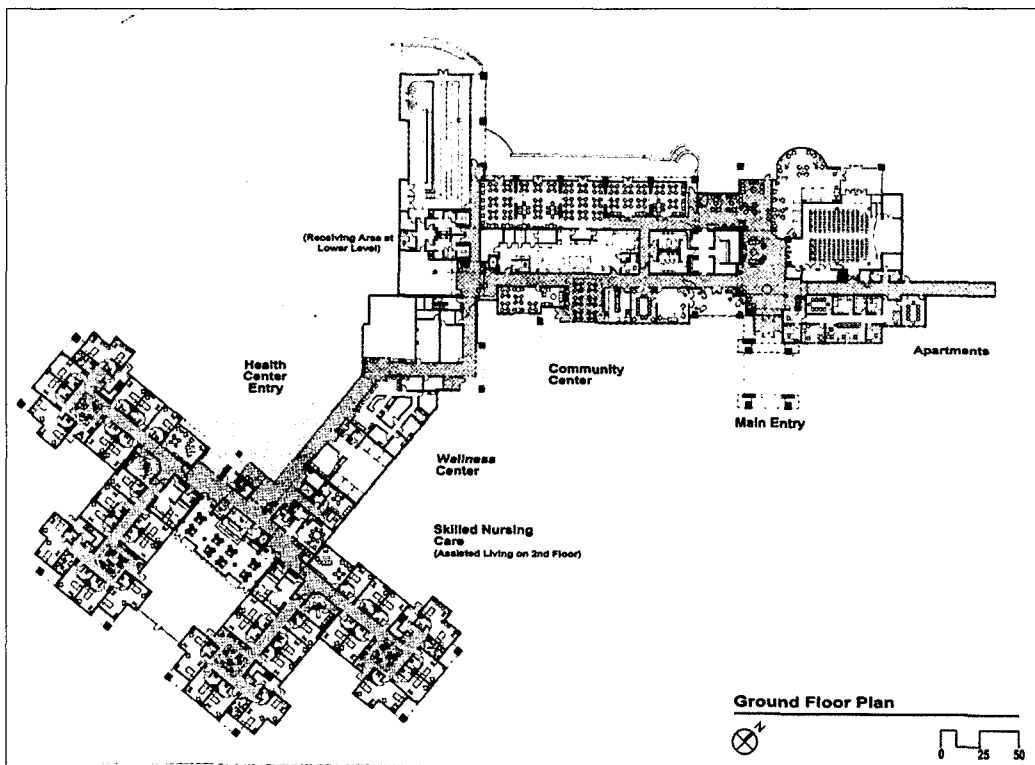 (Receiving Area at
Lower Level)
Health
Center
Entry
Community
Center
Apartments
Main Entry
Wellness
Center
Skilled Nursing
Care
(Assisted Living on 2nd Floor)
Ground Floor Plan
N
0 25 50